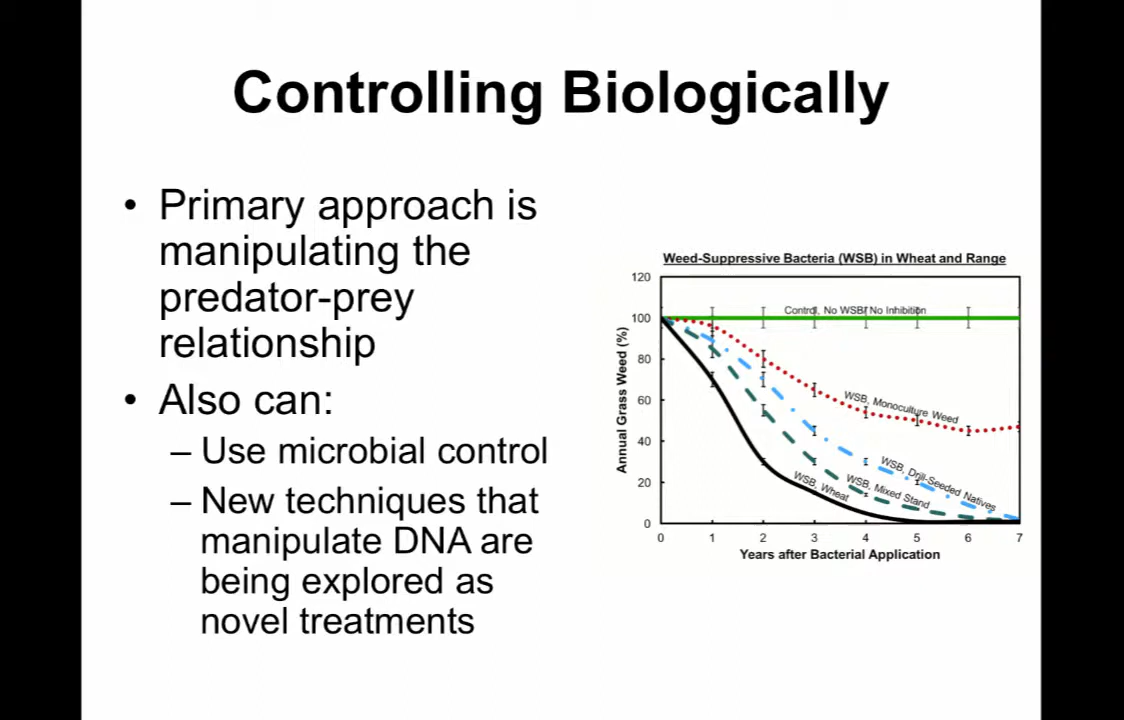 Controlling Biologically
• Primary approach is
manipulating the
predator-prey
relationship
• Also can:
– Use microbial control
– New techniques that
manipulate DNA are
being explored as
novel treatments
Weed-Suppressive Bacteria (WSB) in Wheat and Range
Annual Grass Weed (%)
120
100
80
60
40
20
0
Control, No WSB/ No Inhibition
WSB, Monoculture Weed
WSB, Drill-Seeded Natives
WSB, Mixed Stand
WSB, Wheat
0 1 2 3 4 5 6 7
Years after Bacterial Application